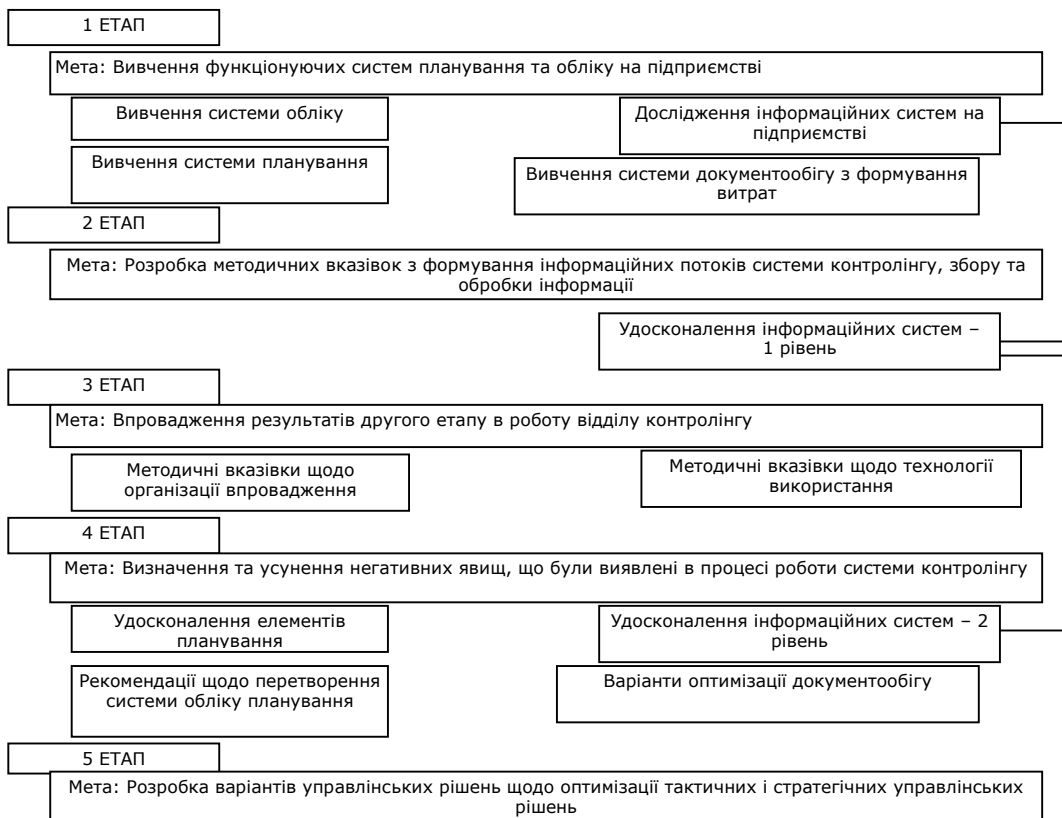 1 ЕТАП
Мета: Вивчення функціонуючих систем планування та обліку на підприємстві
Вивчення системи обліку
Дослідження інформаційних систем на
підприємстві
Вивчення системи планування
Вивчення системи документообігу з формування
витрат
2 ЕТАП
Мета: Розробка методичних вказівок з формування інформаційних потоків системи контролінгу, збору та
обробки інформації
Удосконалення інформаційних систем –
1 рівень
3 ЕТАП
Мета: Впровадження результатів другого етапу в роботу відділу контролінгу
Методичні вказівки щодо
організації впровадження
Методичні вказівки щодо технології
використання
4 ЕТАП
Мета: Визначення та усунення негативних явищ, що були виявлені в процесі роботи системи контролінгу
Удосконалення елементів
планування
Удосконалення інформаційних систем – 2
рівень
Рекомендації щодо перетворення
системи обліку планування
Варіанти оптимізації документообігу
5 ЕТАП
Мета: Розробка варіантів управлінських рішень щодо оптимізації тактичних і стратегічних управлінських
рішень